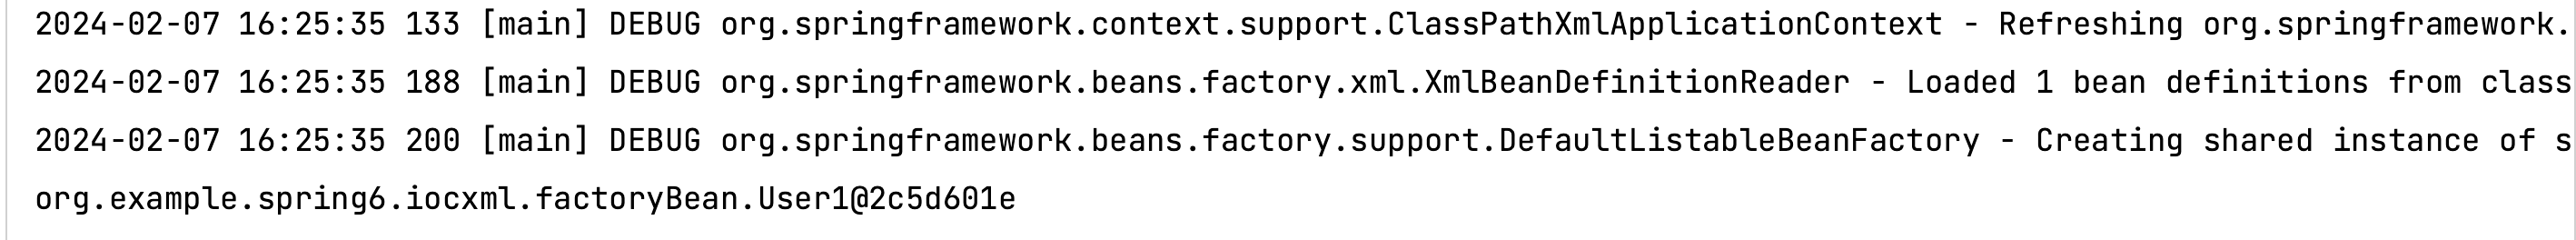 2024-02-07 16:25:35 133 [main] DEBUG org.springframework.context.support.ClassPathXmlApplicationContext - Refreshing org.springframework.
2024-02-07 16:25:35 188 [main] DEBUG org.springframework.beans.factory.xml.XmlBeanDefinitionReader - Loaded 1 bean definitions from class
2024-02-07 16:25:35 200 [main] DEBUG org.springframework.beans.factory.support.DefaultListableBeanFactory - Creating shared instance of s
org.example.spring6.iocxml.factoryBean.User1@2c5d601e